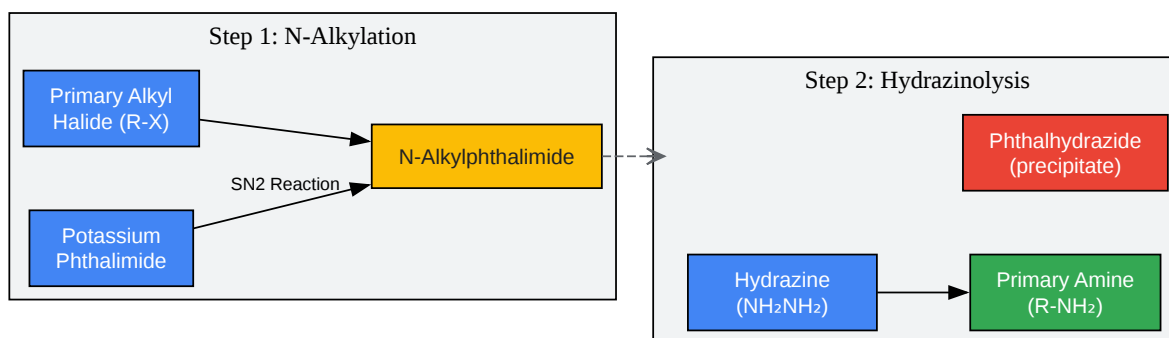 Step 1: N-Alkylation
Primary Alkyl
Halide (R-X)
N-Alkylphthalimide
SN2 Reaction
Potassium
Phthalimide
Step 2: Hydrazinolysis
Phthalhydrazide
(precipitate)
Hydrazine
(NH₂NH₂)
Primary Amine
(R-NH₂)